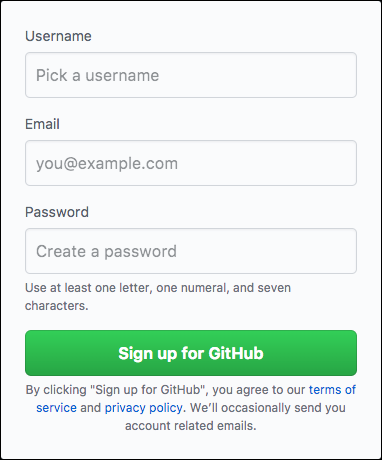 Username
Pick a username
Email
you@example.com
Password
Create a password
Use at least one letter, one numeral, and seven
characters.
Sign up for GitHub
By clicking "Sign up for GitHub", you agree to our terms of
service and privacy policy. We’ll occasionally send you
account related emails.